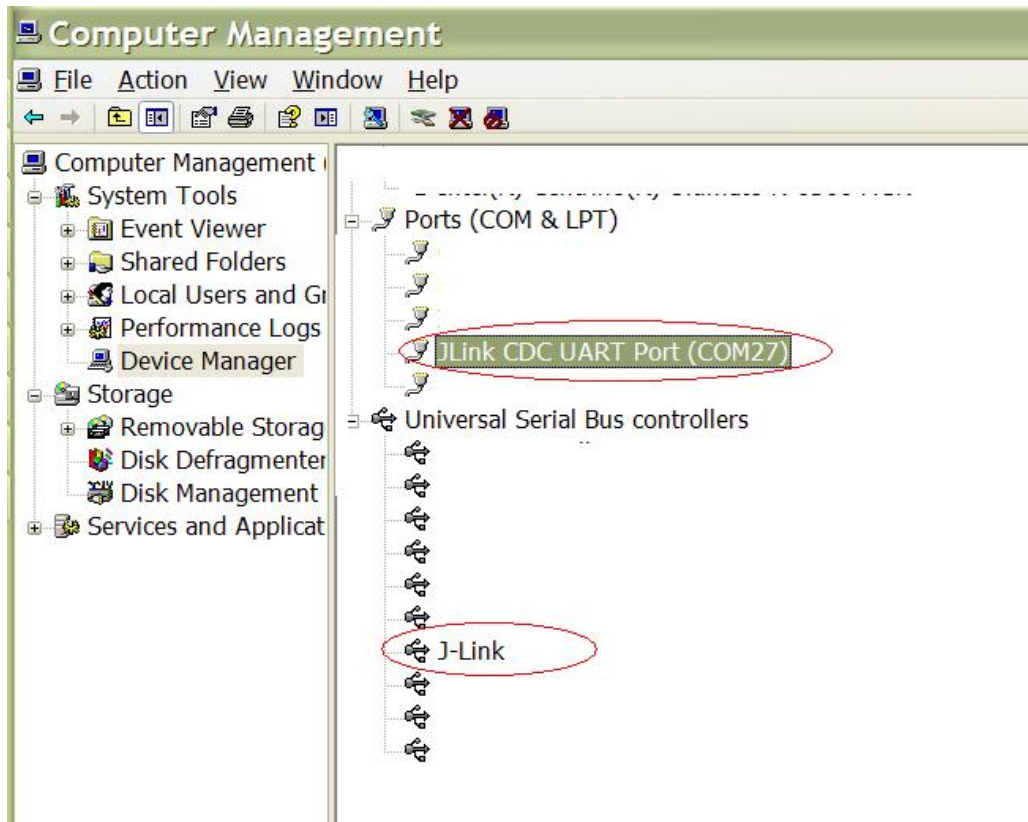 Computer Management
File Action View Window Help
Computer Management (
System Tools
Event Viewer
Shared Folders
Local Users and Gr
Performance Logs
Device Manager
Storage
Removable Storag
Disk Defragmenter
Disk Management
Services and Applicat
Ports (COM & LPT)
JLink CDC UART Port (COM27)
Universal Serial Bus controllers
J-Link